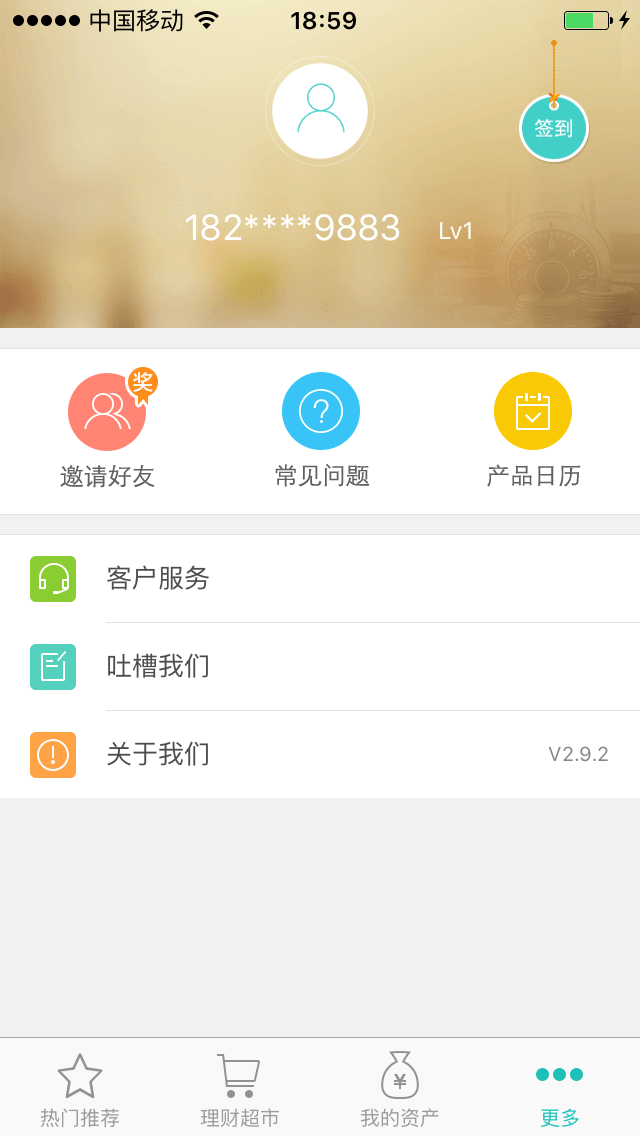 中国移动 18:59
签到
182****9883 Lv1
奖
邀请好友 常见问题 产品日历
客户服务
吐槽我们
关于我们 V2.9.2
热门推荐 理财超市 我的资产 更多